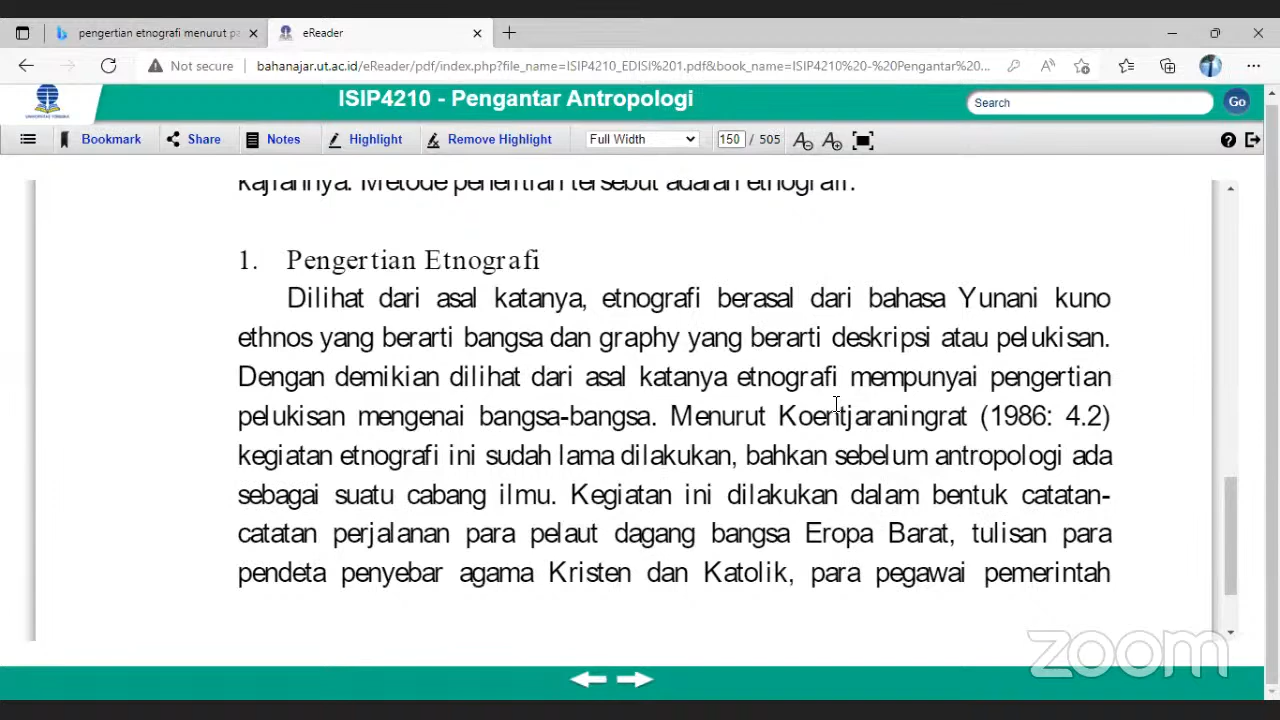 pengertian etnografi menurut pa
eReader
Not secure
bahanajar.ut.ac.id/eReader/pdf/index.php?file_name=ISIP4210_EDISI%201.pdf&book_name=ISIP4210%20-%20Pengantar%20...
ISIP4210 - Pengantar Antropologi
Search
Go
Bookmark
Share
Notes
Highlight
Remove Highlight
Full Width
150 / 505
kajiannya. Metode penelitian tersebut adalah etnografi.
1. Pengertian Etnografi
Dilihat dari asal katanya, etnografi berasal dari bahasa Yunani kuno
ethnos yang berarti bangsa dan graphy yang berarti deskripsi atau pelukisan.
Dengan demikian dilihat dari asal katanya etnografi mempunyai pengertian
pelukisan mengenai bangsa-bangsa. Menurut Koentjaraningrat (1986: 4.2)
kegiatan etnografi ini sudah lama dilakukan, bahkan sebelum antropologi ada
sebagai suatu cabang ilmu. Kegiatan ini dilakukan dalam bentuk catatan-
catatan perjalanan para pelaut dagang bangsa Eropa Barat, tulisan para
pendeta penyebar agama Kristen dan Katolik, para pegawai pemerintah
zoom